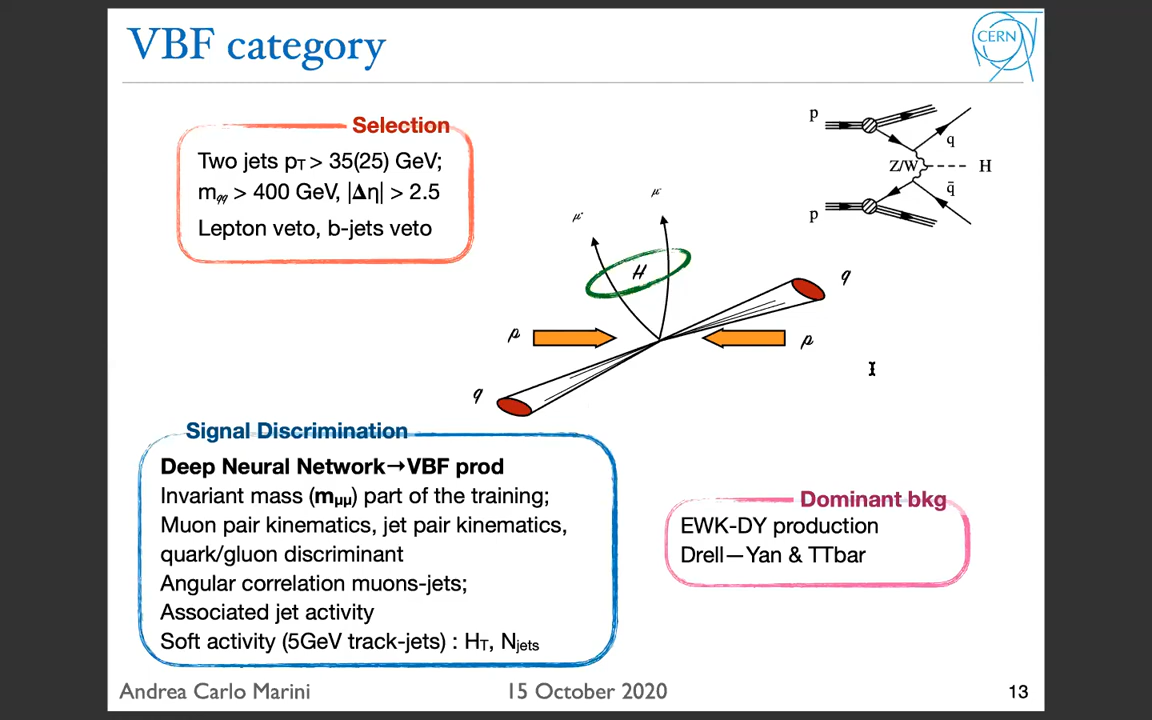 VBF category
CERN
Selection
Two jets pT > 35(25) GeV;
mqq > 400 GeV, |Δη| > 2.5
Lepton veto, b-jets veto
p
q
Z/W
H
q̄
p
μ
μ
H
q
p
p
q
Signal Discrimination
Deep Neural Network→VBF prod
Invariant mass (mμμ) part of the training;
Muon pair kinematics, jet pair kinematics,
quark/gluon discriminant
Angular correlation muons-jets;
Associated jet activity
Soft activity (5GeV track-jets) : HT, Njets
Dominant bkg
EWK-DY production
Drell—Yan & TTbar
Andrea Carlo Marini
15 October 2020
13